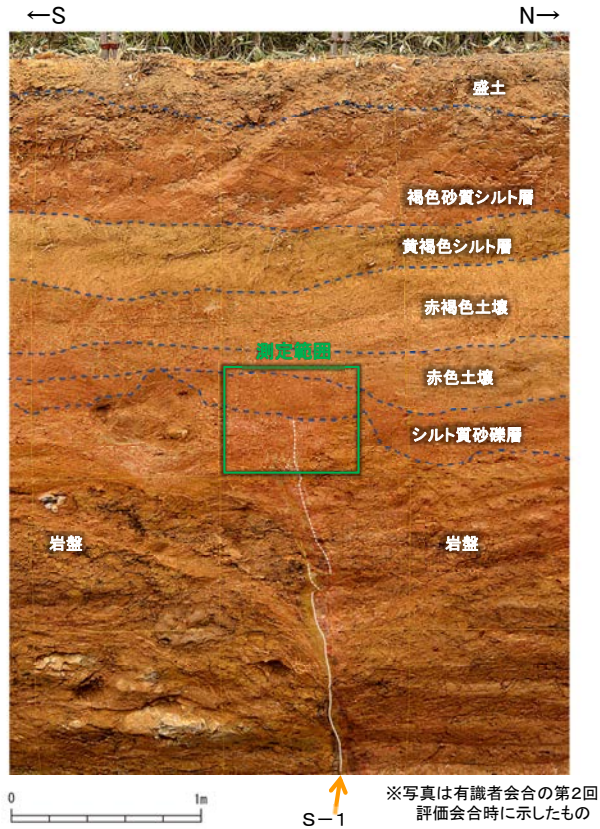 ←S
N→
盛土
褐色砂質シルト層
黄褐色シルト層
赤褐色土壌
測定範囲
赤色土壌
シルト質砂礫層
岩盤
岩盤
0
1m
S－1
※写真は有識者会合の第2回
評価会合時に示したもの